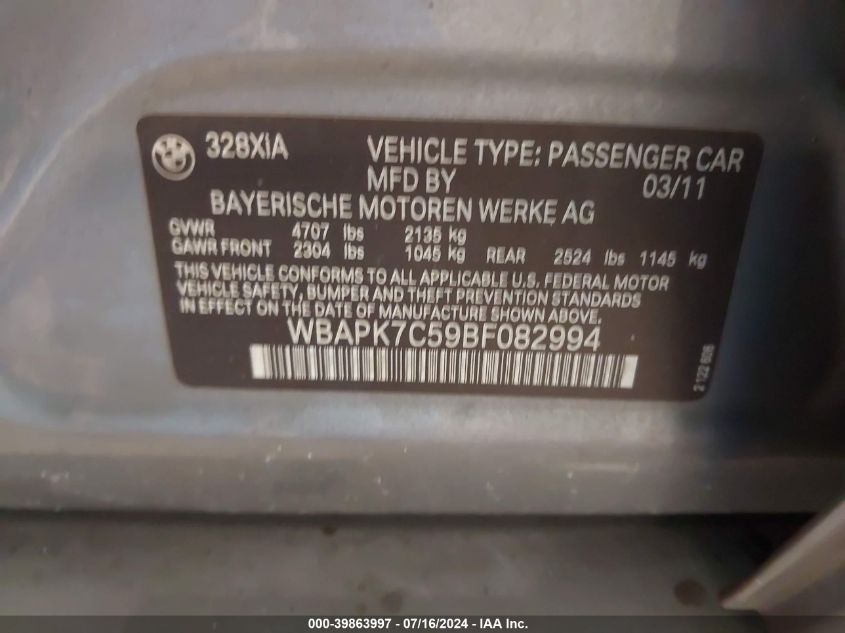 328XiA VEHICLE TYPE: PASSENGER CAR
MFD BY 03/11
BAYERISCHE MOTOREN WERKE AG
GVWR 4707 lbs 2135 kg
GAWR FRONT 2304 lbs 1045 kg REAR 2524 lbs 1145 kg
THIS VEHICLE CONFORMS TO ALL APPLICABLE U.S. FEDERAL MOTOR
VEHICLE SAFETY, BUMPER AND THEFT PREVENTION STANDARDS
IN EFFECT ON THE DATE OF MANUFACTURE SHOWN ABOVE.
WBAPK7C59BF082994
2 122 606
000-39863997 - 07/16/2024 - IAA Inc.